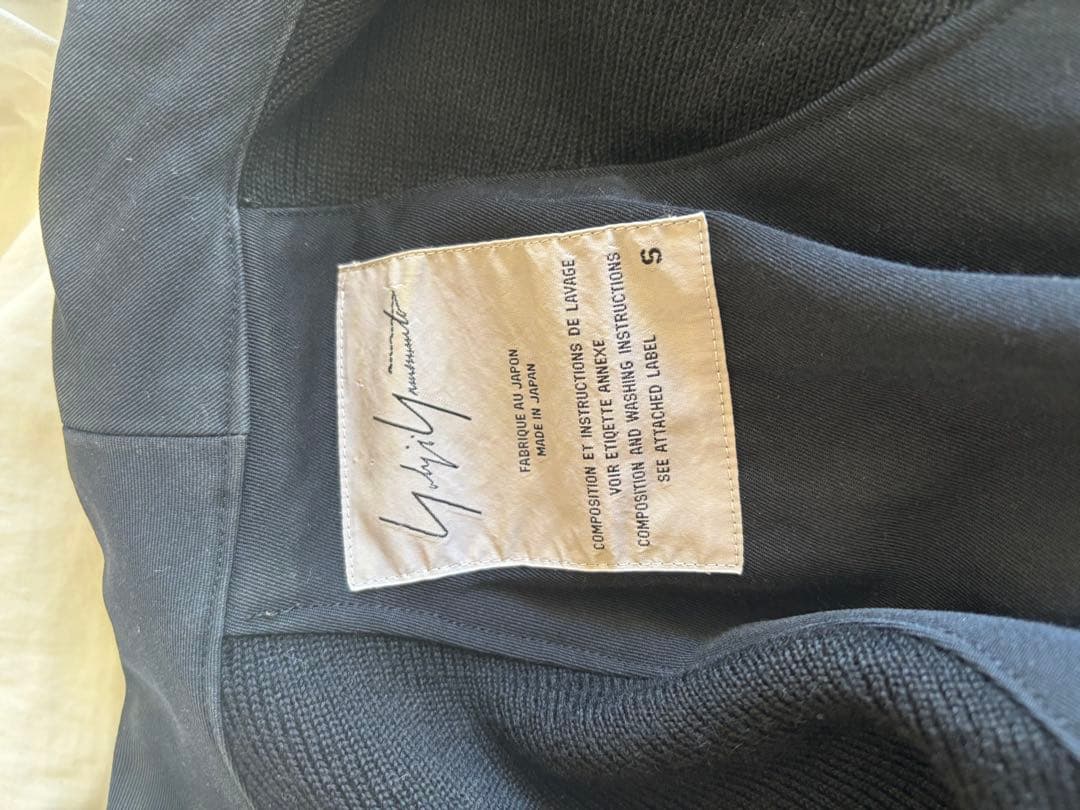 Yohji Yamamoto
FABRIQUE AU JAPON
MADE IN JAPAN
COMPOSITION ET INSTRUCTIONS DE LAVAGE
VOIR ETIQETTE ANNEXE
COMPOSITION AND WASHING INSTRUCTIONS
SEE ATTACHED LABEL
S